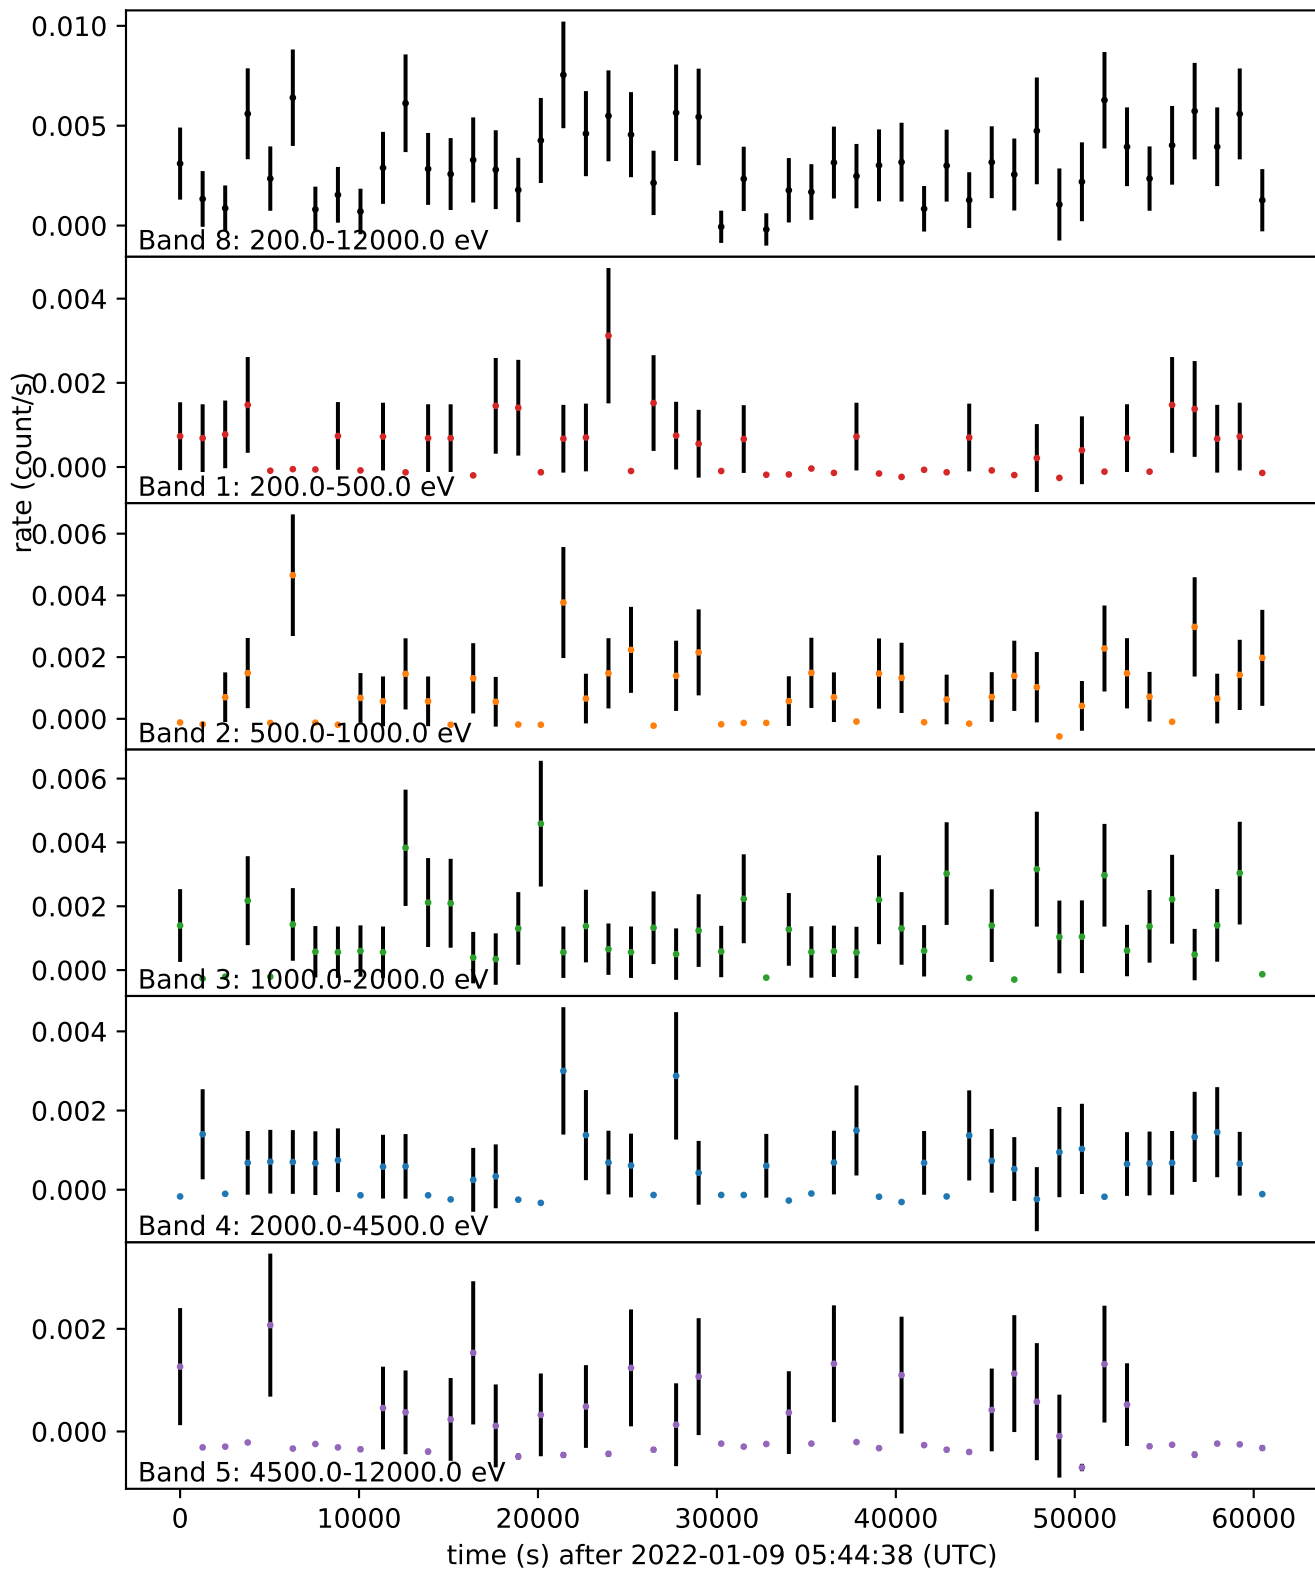 0.010
0.005
0.000
Band 8: 200.0-12000.0 eV
0.004
0.002
0.000
Band 1: 200.0-500.0 eV
rate (count/s)
0.006
0.004
0.002
0.000
Band 2: 500.0-1000.0 eV
0.006
0.004
0.002
0.000
Band 3: 1000.0-2000.0 eV
0.004
0.002
0.000
Band 4: 2000.0-4500.0 eV
0.002
0.000
Band 5: 4500.0-12000.0 eV
0 10000 20000 30000 40000 50000 60000
time (s) after 2022-01-09 05:44:38 (UTC)